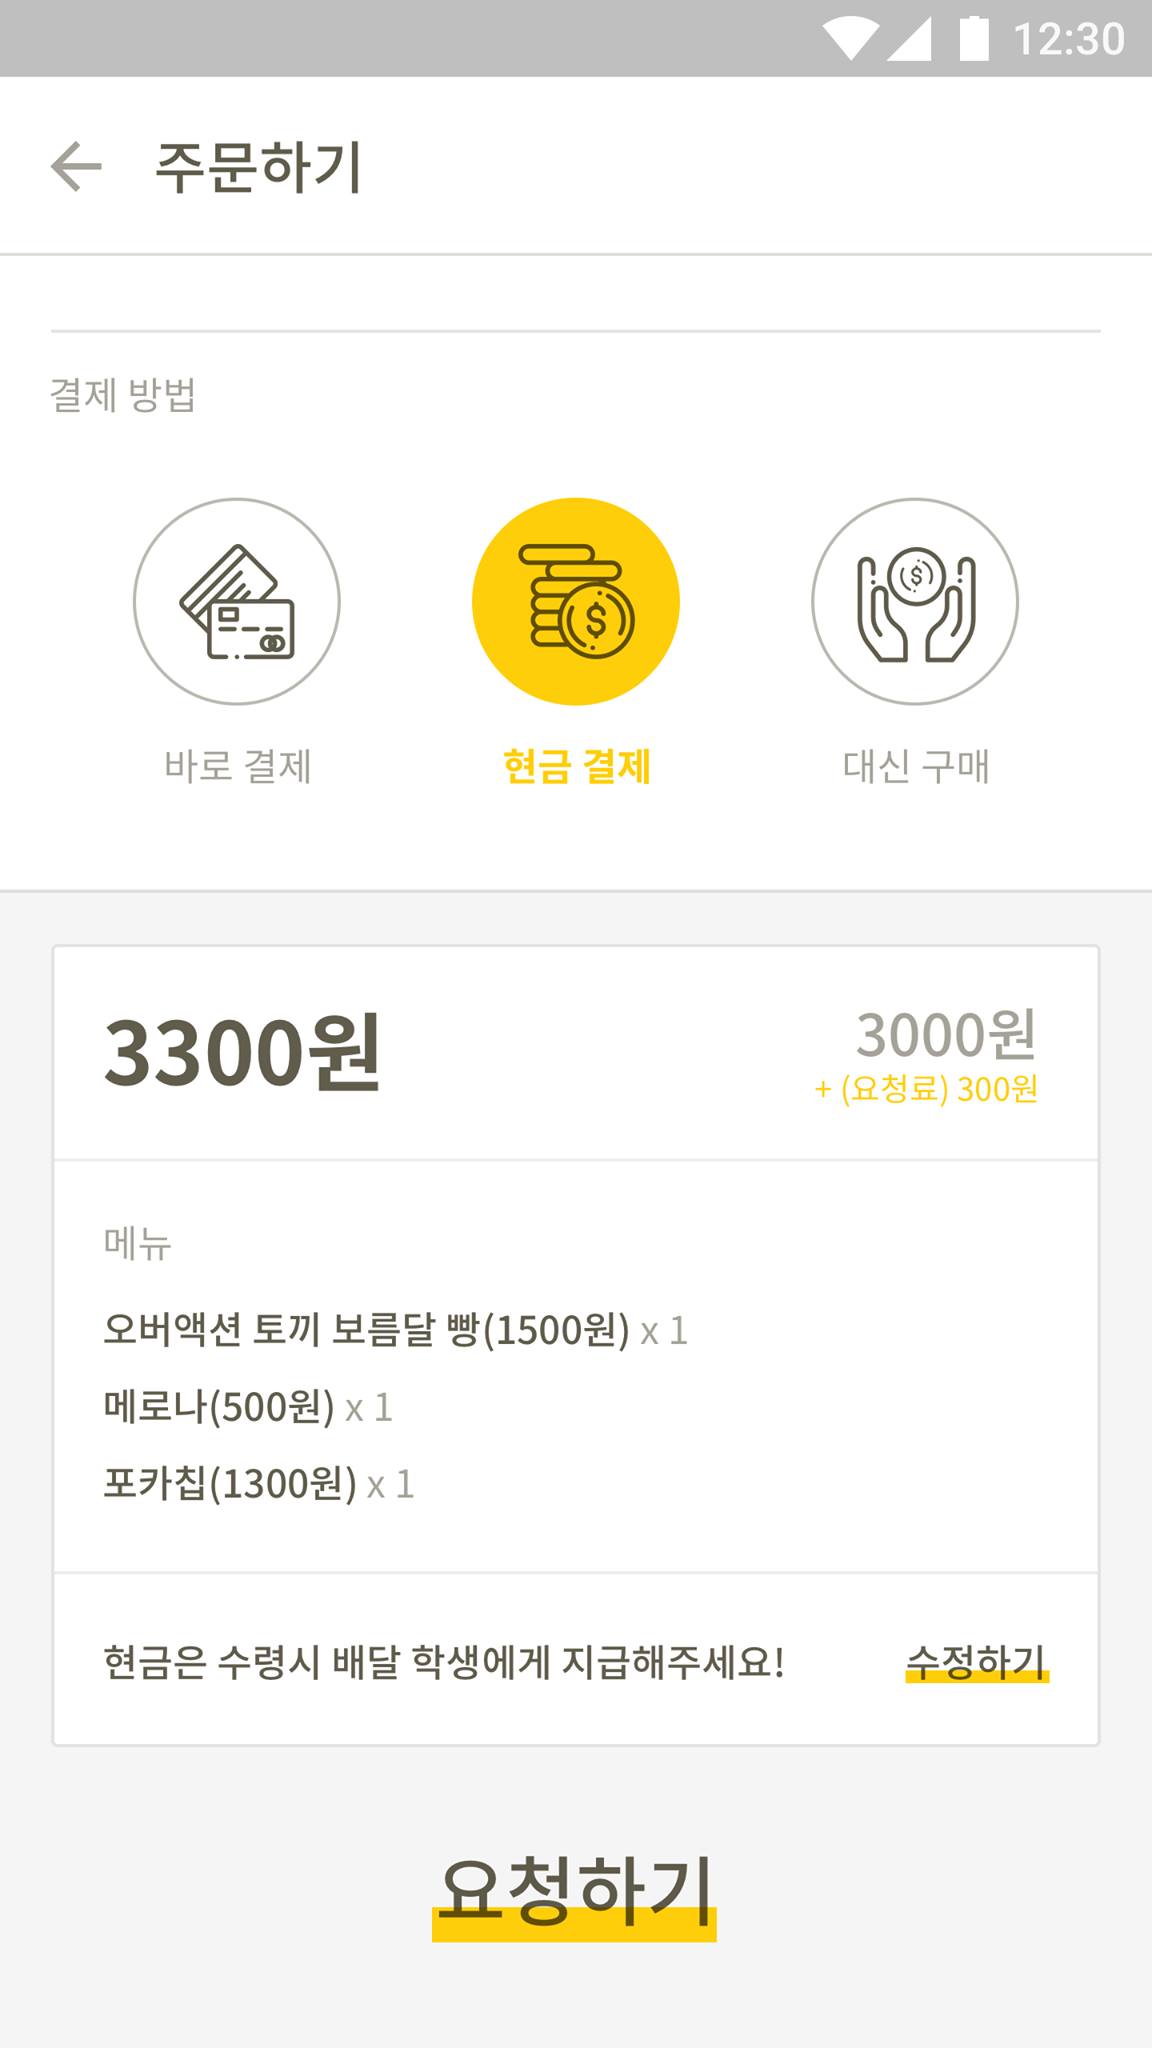 12:30
주문하기
결제 방법
바로 결제
현금 결제
대신 구매
3300원
3000원
+ (요청료) 300원
메뉴
오버액션 토끼 보름달 빵(1500원) x 1
메로나(500원) x 1
포카칩(1300원) x 1
현금은 수령시 배달 학생에게 지급해주세요!
수정하기
요청하기